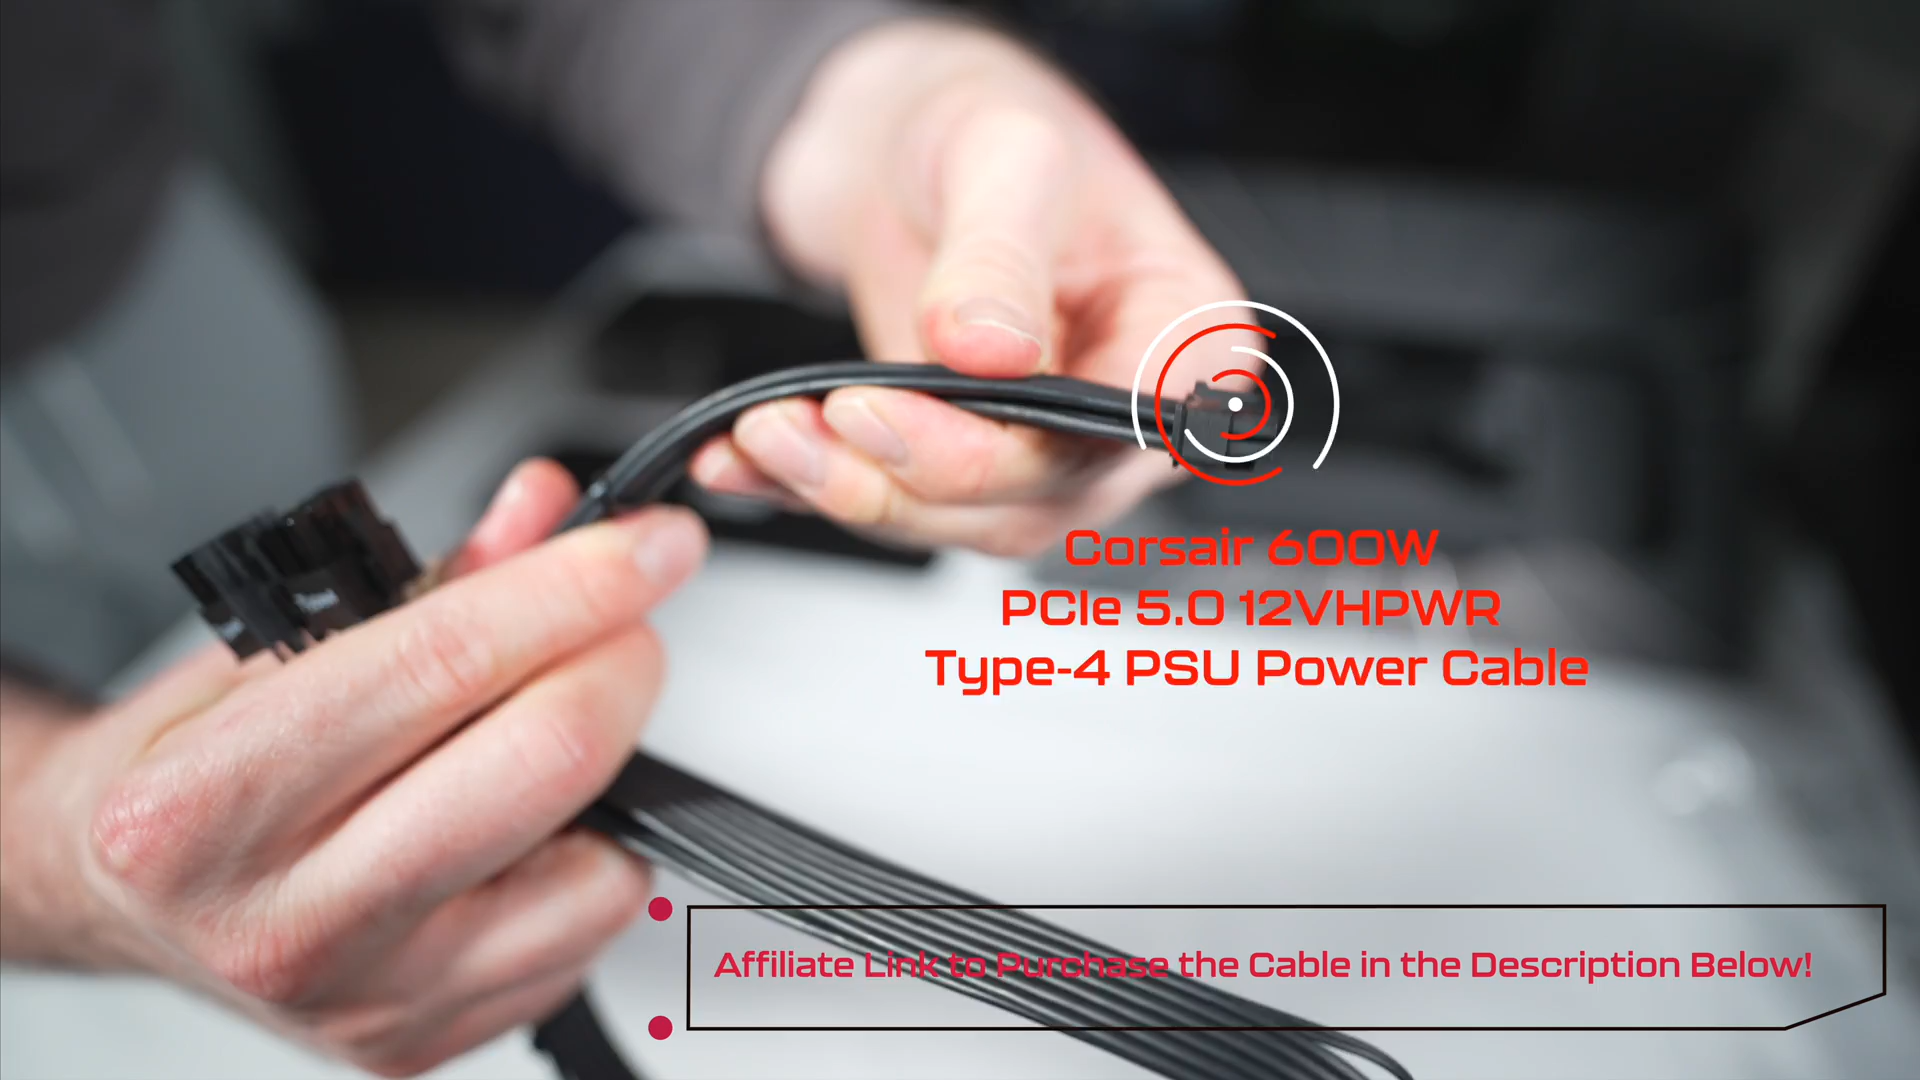 Corsair 600W
PCIe 5.0 12VHPWR
Type-4 PSU Power Cable
Affiliate Link to Purchase the Cable in the Description Below!